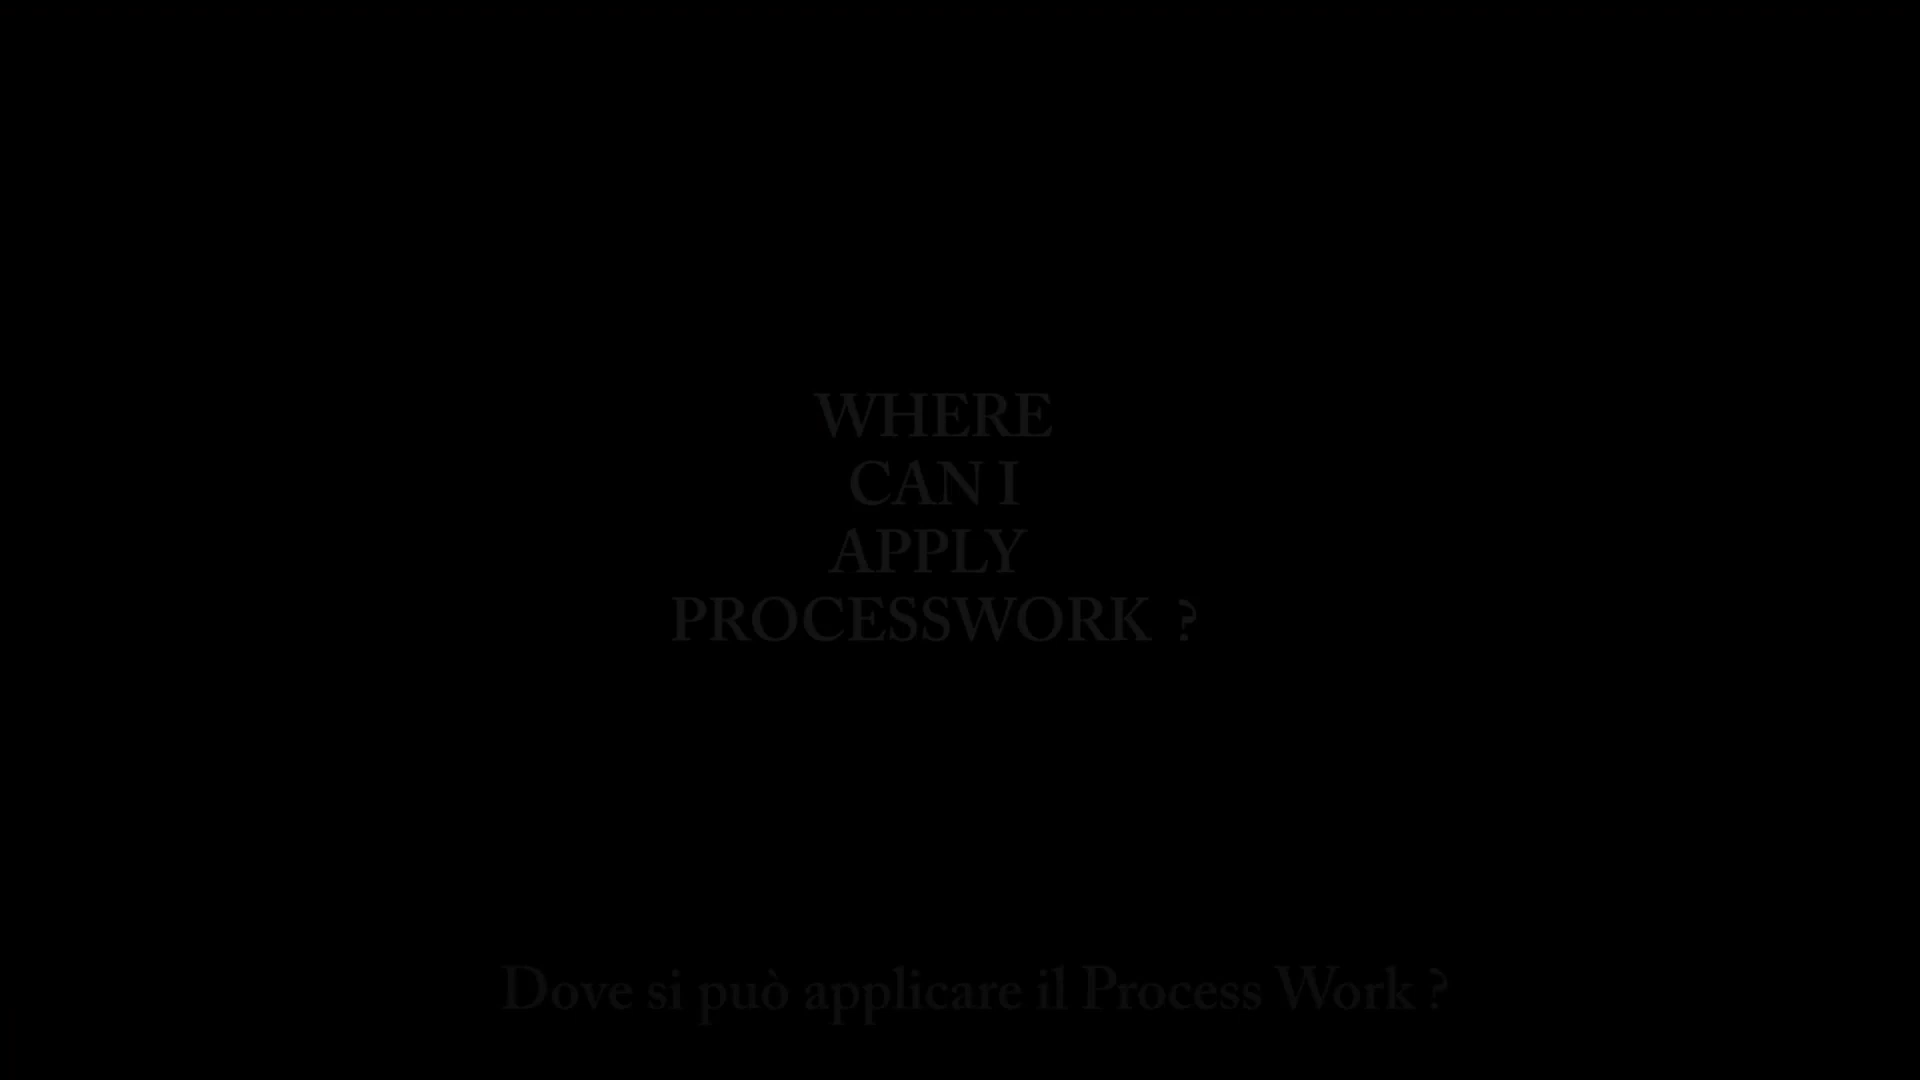 WHERE
CAN I
APPLY
PROCESSWORK ?
Dove si può applicare il Process Work ?